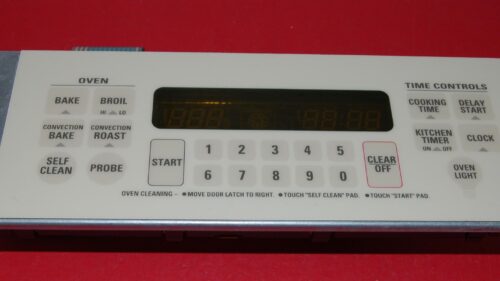 OVEN
BAKE
BROIL
HI LO
CONVECTION
BAKE
CONVECTION
ROAST
SELF
CLEAN
PROBE
START
1 2 3 4 5
6 7 8 9 0
CLEAR
OFF
TIME CONTROLS
COOKING
TIME
DELAY
START
KITCHEN
TIMER
ON OFF
CLOCK
OVEN
LIGHT
OVEN CLEANING – • MOVE DOOR LATCH TO RIGHT. • TOUCH "SELF CLEAN" PAD. • TOUCH "START" PAD.